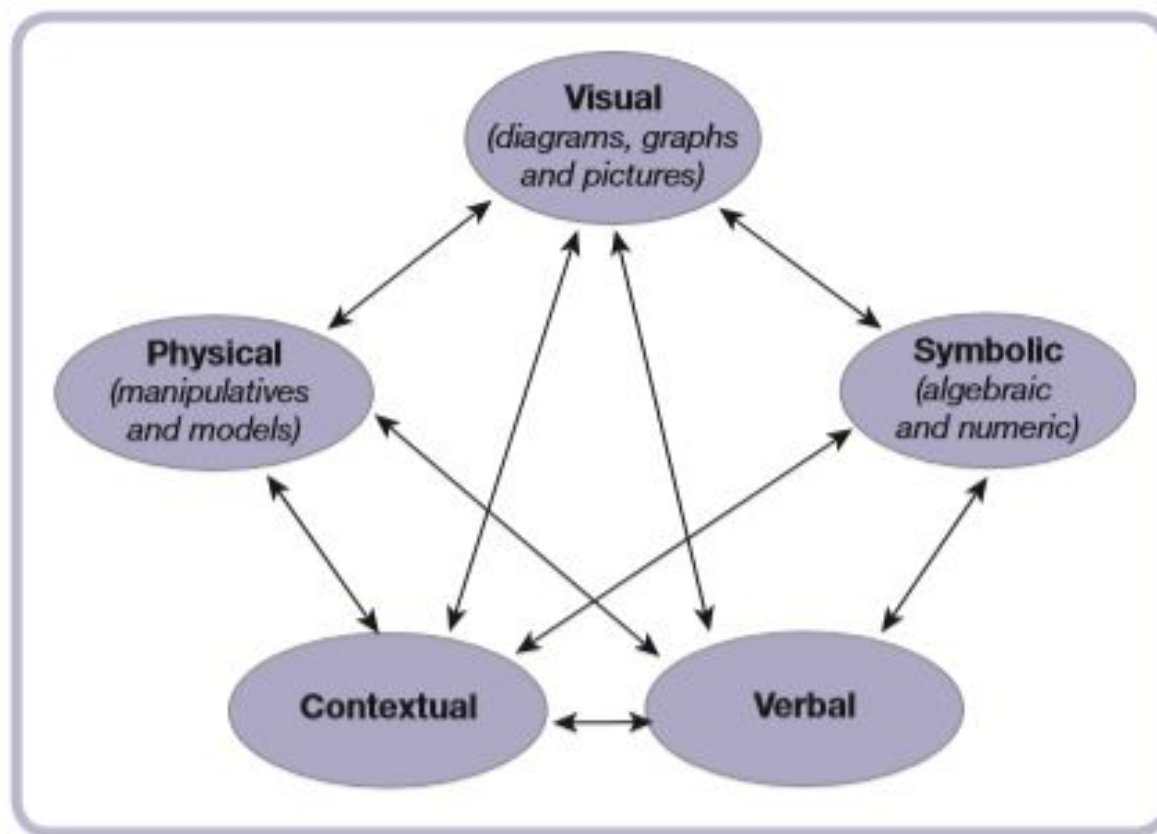 Visual
(diagrams, graphs
and pictures)
Physical
(manipulatives
and models)
Symbolic
(algebraic
and numeric)
Contextual
Verbal